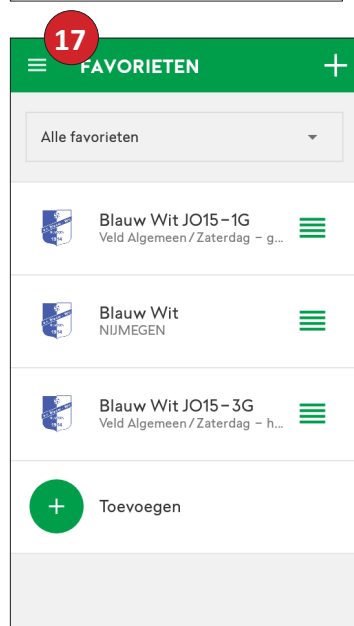 17
FAVORIETEN
Alle favorieten
Blauw Wit JO15-1G
Veld Algemeen / Zaterdag - g...
Blauw Wit
NIJMEGEN
Blauw Wit JO15-3G
Veld Algemeen / Zaterdag - h...
Toevoegen